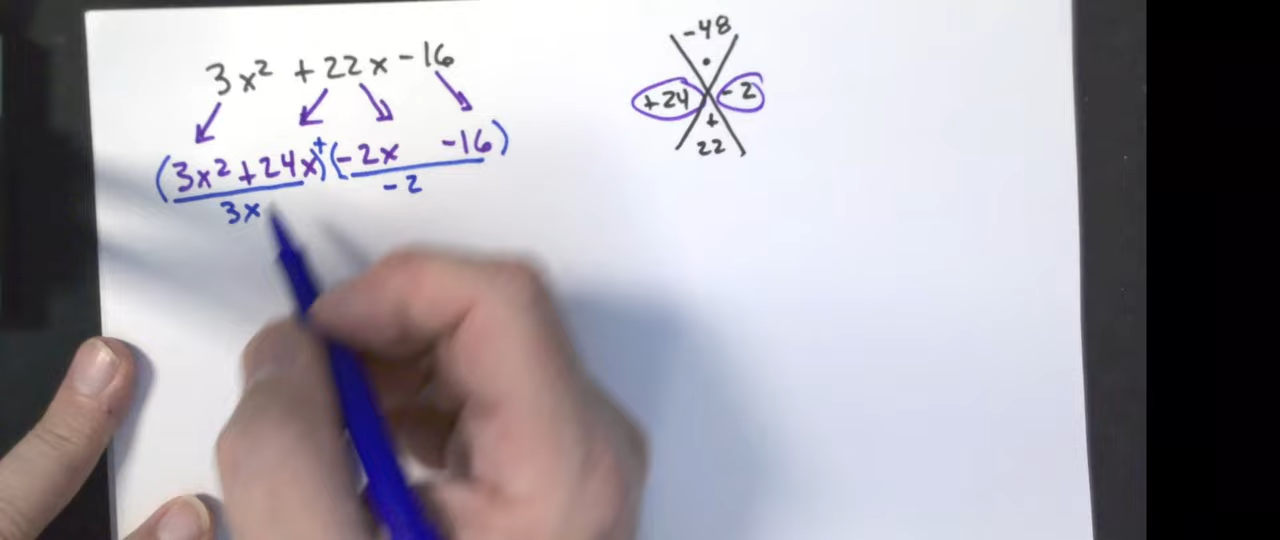 3x² + 22x - 16
(3x² + 24x) + (-2x - 16)
3x
-2
-48
·
+24 -2
+
22